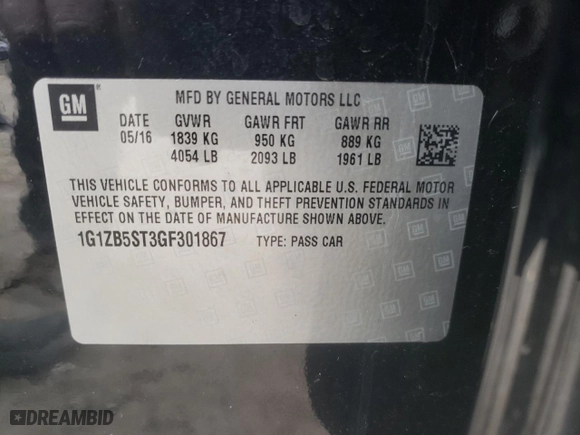 GM
MFD BY GENERAL MOTORS LLC
DATE GVWR GAWR FRT GAWR RR
05/16 1839 KG 950 KG 889 KG
4054 LB 2093 LB 1961 LB
THIS VEHICLE CONFORMS TO ALL APPLICABLE U.S. FEDERAL MOTOR
VEHICLE SAFETY, BUMPER, AND THEFT PREVENTION STANDARDS IN
EFFECT ON THE DATE OF MANUFACTURE SHOWN ABOVE.
1G1ZB5ST3GF301867 TYPE: PASS CAR
DREAMBID